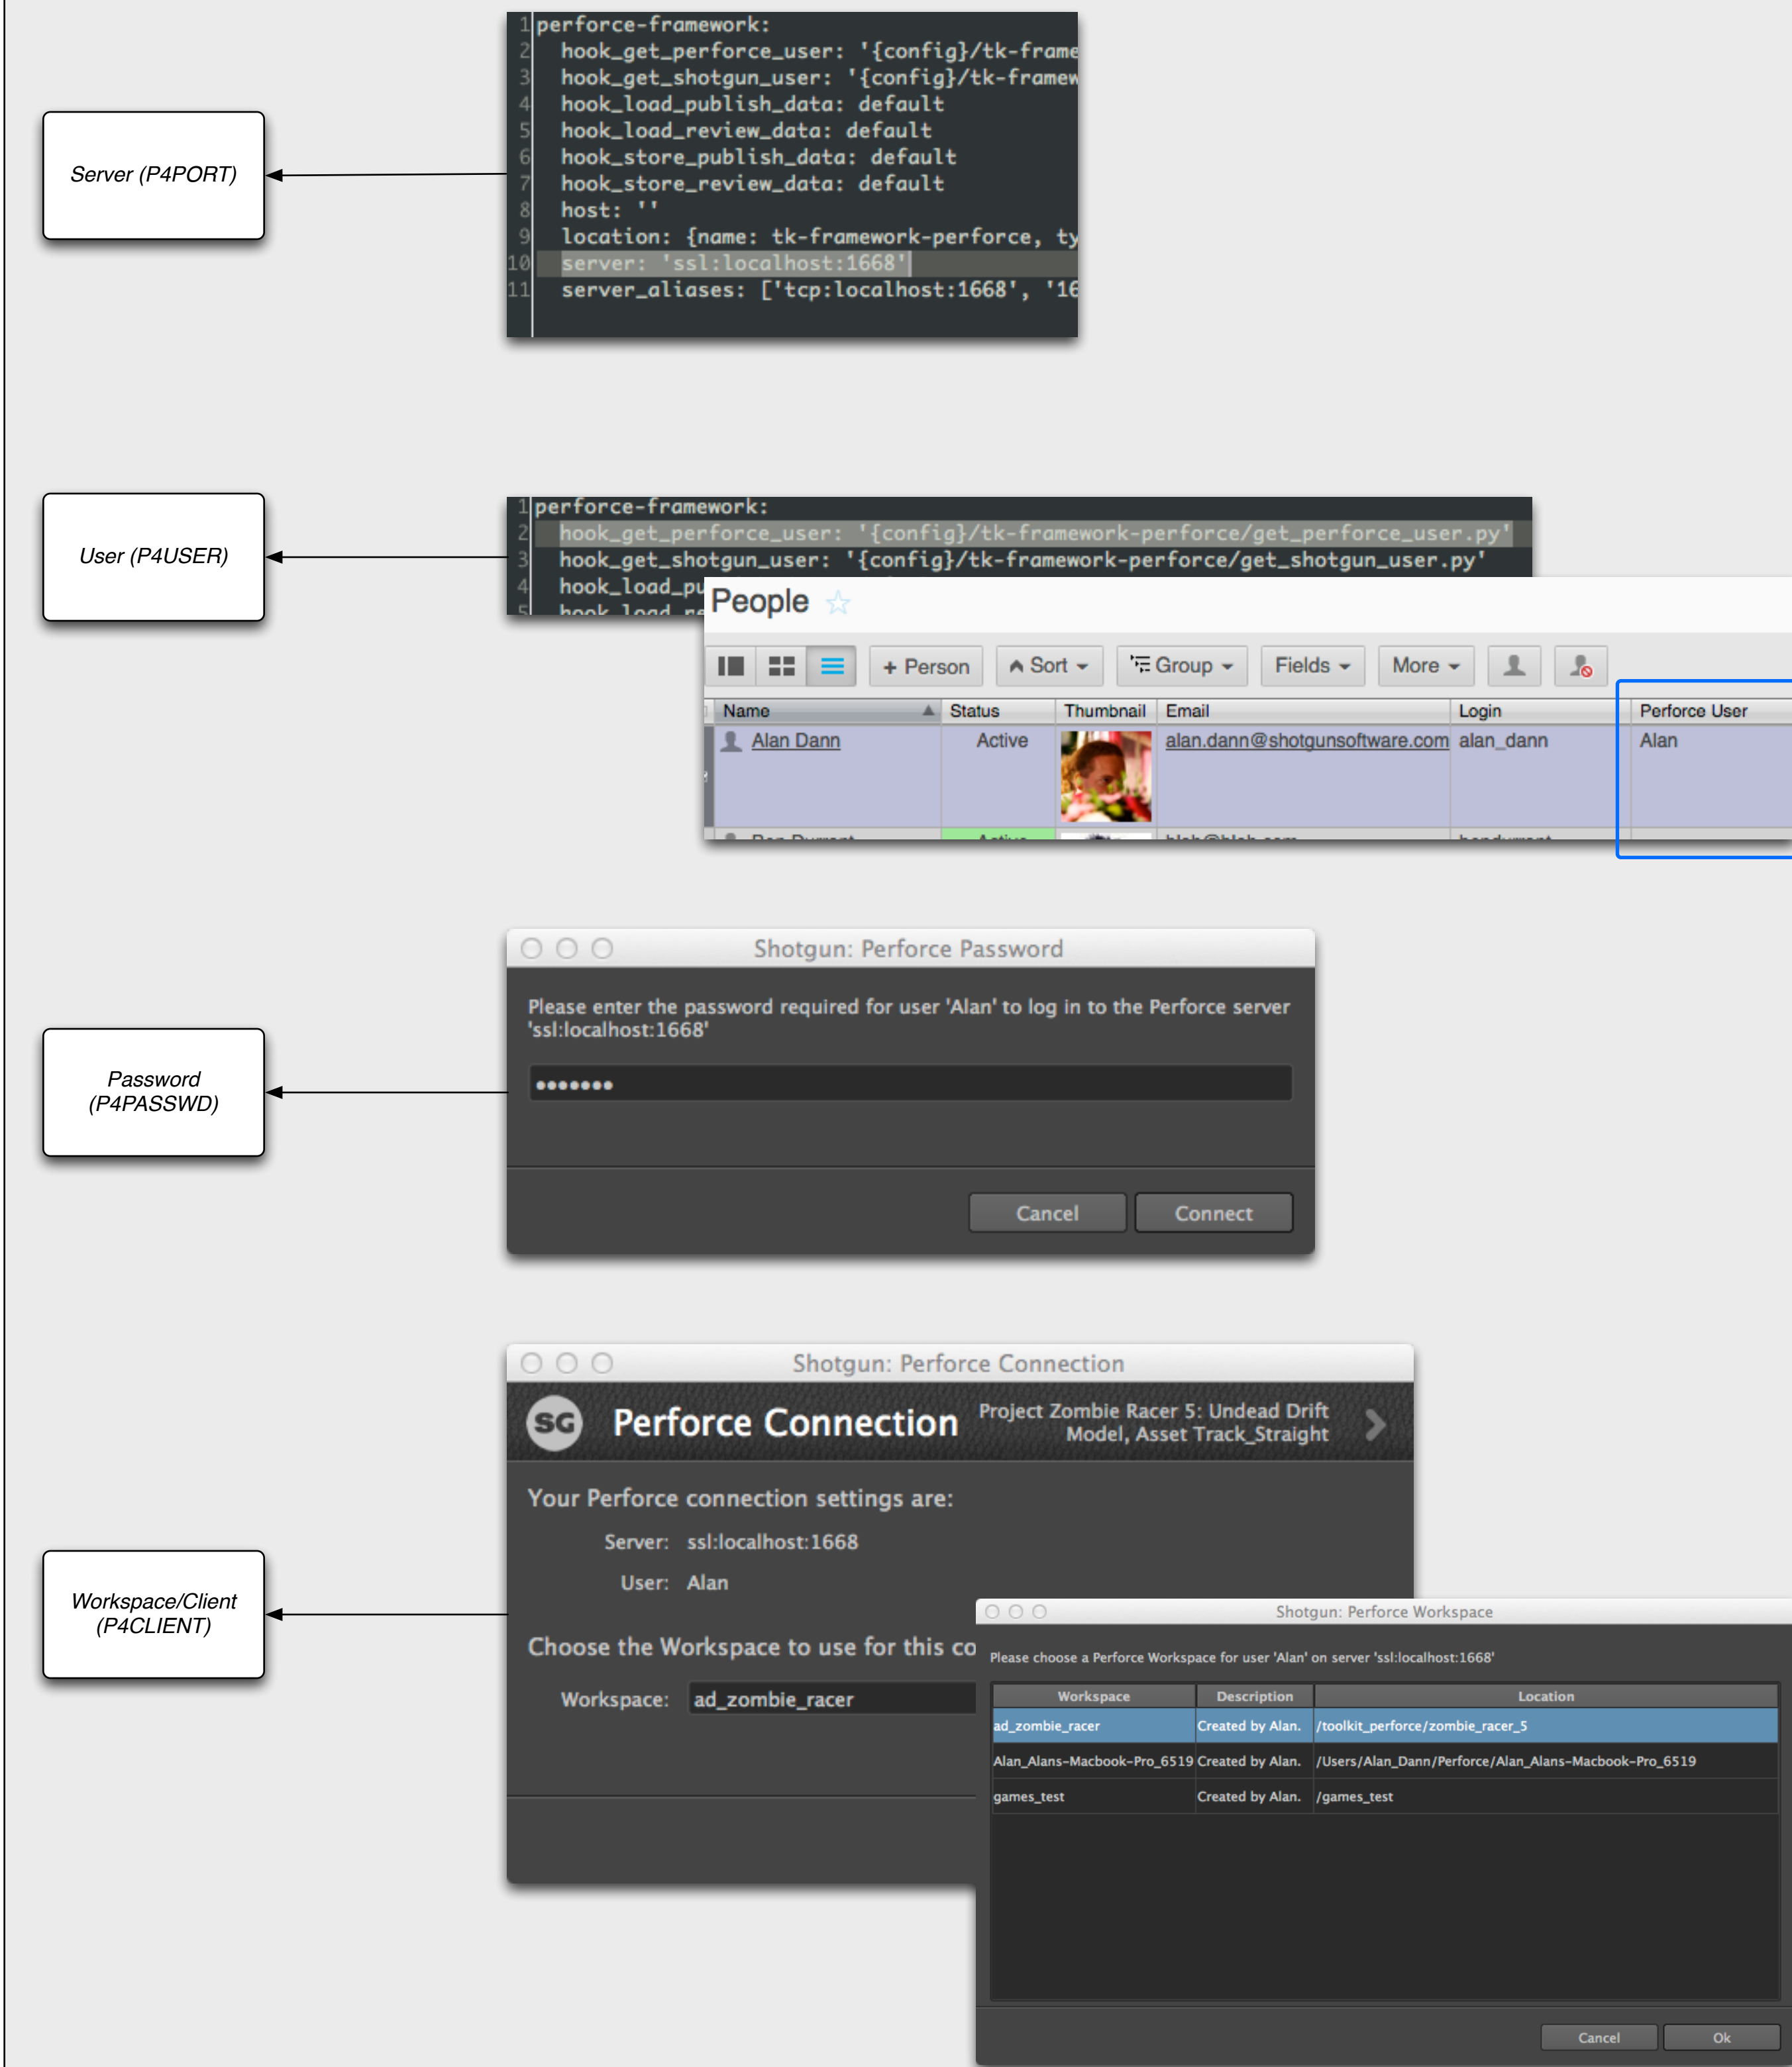 1 perforce-framework:
2 hook_get_perforce_user: '{config}/tk-frame
3 hook_get_shotgun_user: '{config}/tk-framew
4 hook_load_publish_data: default
5 hook_load_review_data: default
6 hook_store_publish_data: default
7 hook_store_review_data: default
8 host: ''
9 location: {name: tk-framework-perforce, ty
10 server: 'ssl:localhost:1668'
11 server_aliases: ['tcp:localhost:1668', '16
Server (P4PORT)
1 perforce-framework:
2 hook_get_perforce_user: '{config}/tk-framework-perforce/get_perforce_user.py'
3 hook_get_shotgun_user: '{config}/tk-framework-perforce/get_shotgun_user.py'
4 hook_load_pu
5 hook_load_re
User (P4USER)
People
+ Person Sort Group Fields More
Name Status Thumbnail Email Login Perforce User
Alan Dann Active alan.dann@shotgunsoftware.com alan_dann Alan
Active
Shotgun: Perforce Password
Please enter the password required for user 'Alan' to log in to the Perforce server
'ssl:localhost:1668'
•••••••
Cancel Connect
Password
(P4PASSWD)
Shotgun: Perforce Connection
SG Perforce Connection
Project Zombie Racer 5: Undead Drift
Model, Asset Track_Straight
Your Perforce connection settings are:
Server: ssl:localhost:1668
User: Alan
Choose the Workspace to use for this co
Workspace: ad_zombie_racer
Workspace/Client
(P4CLIENT)
Shotgun: Perforce Workspace
Please choose a Perforce Workspace for user 'Alan' on server 'ssl:localhost:1668'
Workspace Description Location
ad_zombie_racer Created by Alan. /toolkit_perforce/zombie_racer_5
Alan_Alans-Macbook-Pro_6519 Created by Alan. /Users/Alan_Dann/Perforce/Alan_Alans-Macbook-Pro_6519
games_test Created by Alan. /games_test
Cancel Ok